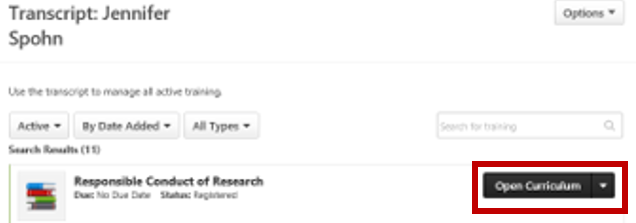 Transcript: Jennifer
Spohn
Options
Use the transcript to manage all active training.
Active By Date Added All Types Search for training
Search Results (11)
Responsible Conduct of Research
Due: No Due Date Status: Registered
Open Curriculum